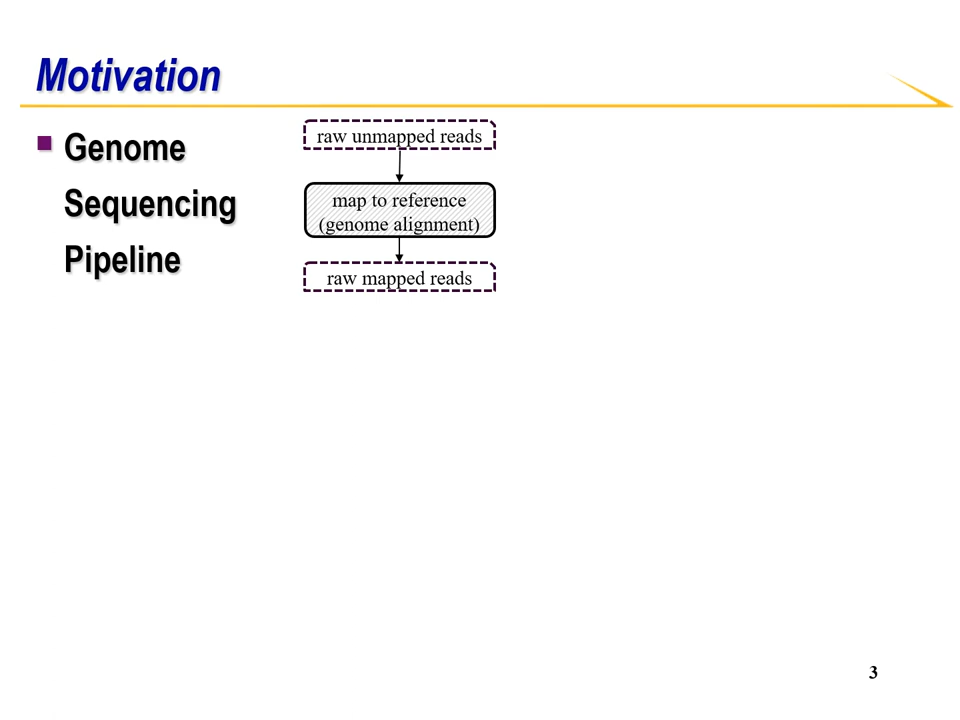 Motivation
Genome
Sequencing
Pipeline
raw unmapped reads
map to reference
(genome alignment)
raw mapped reads
3